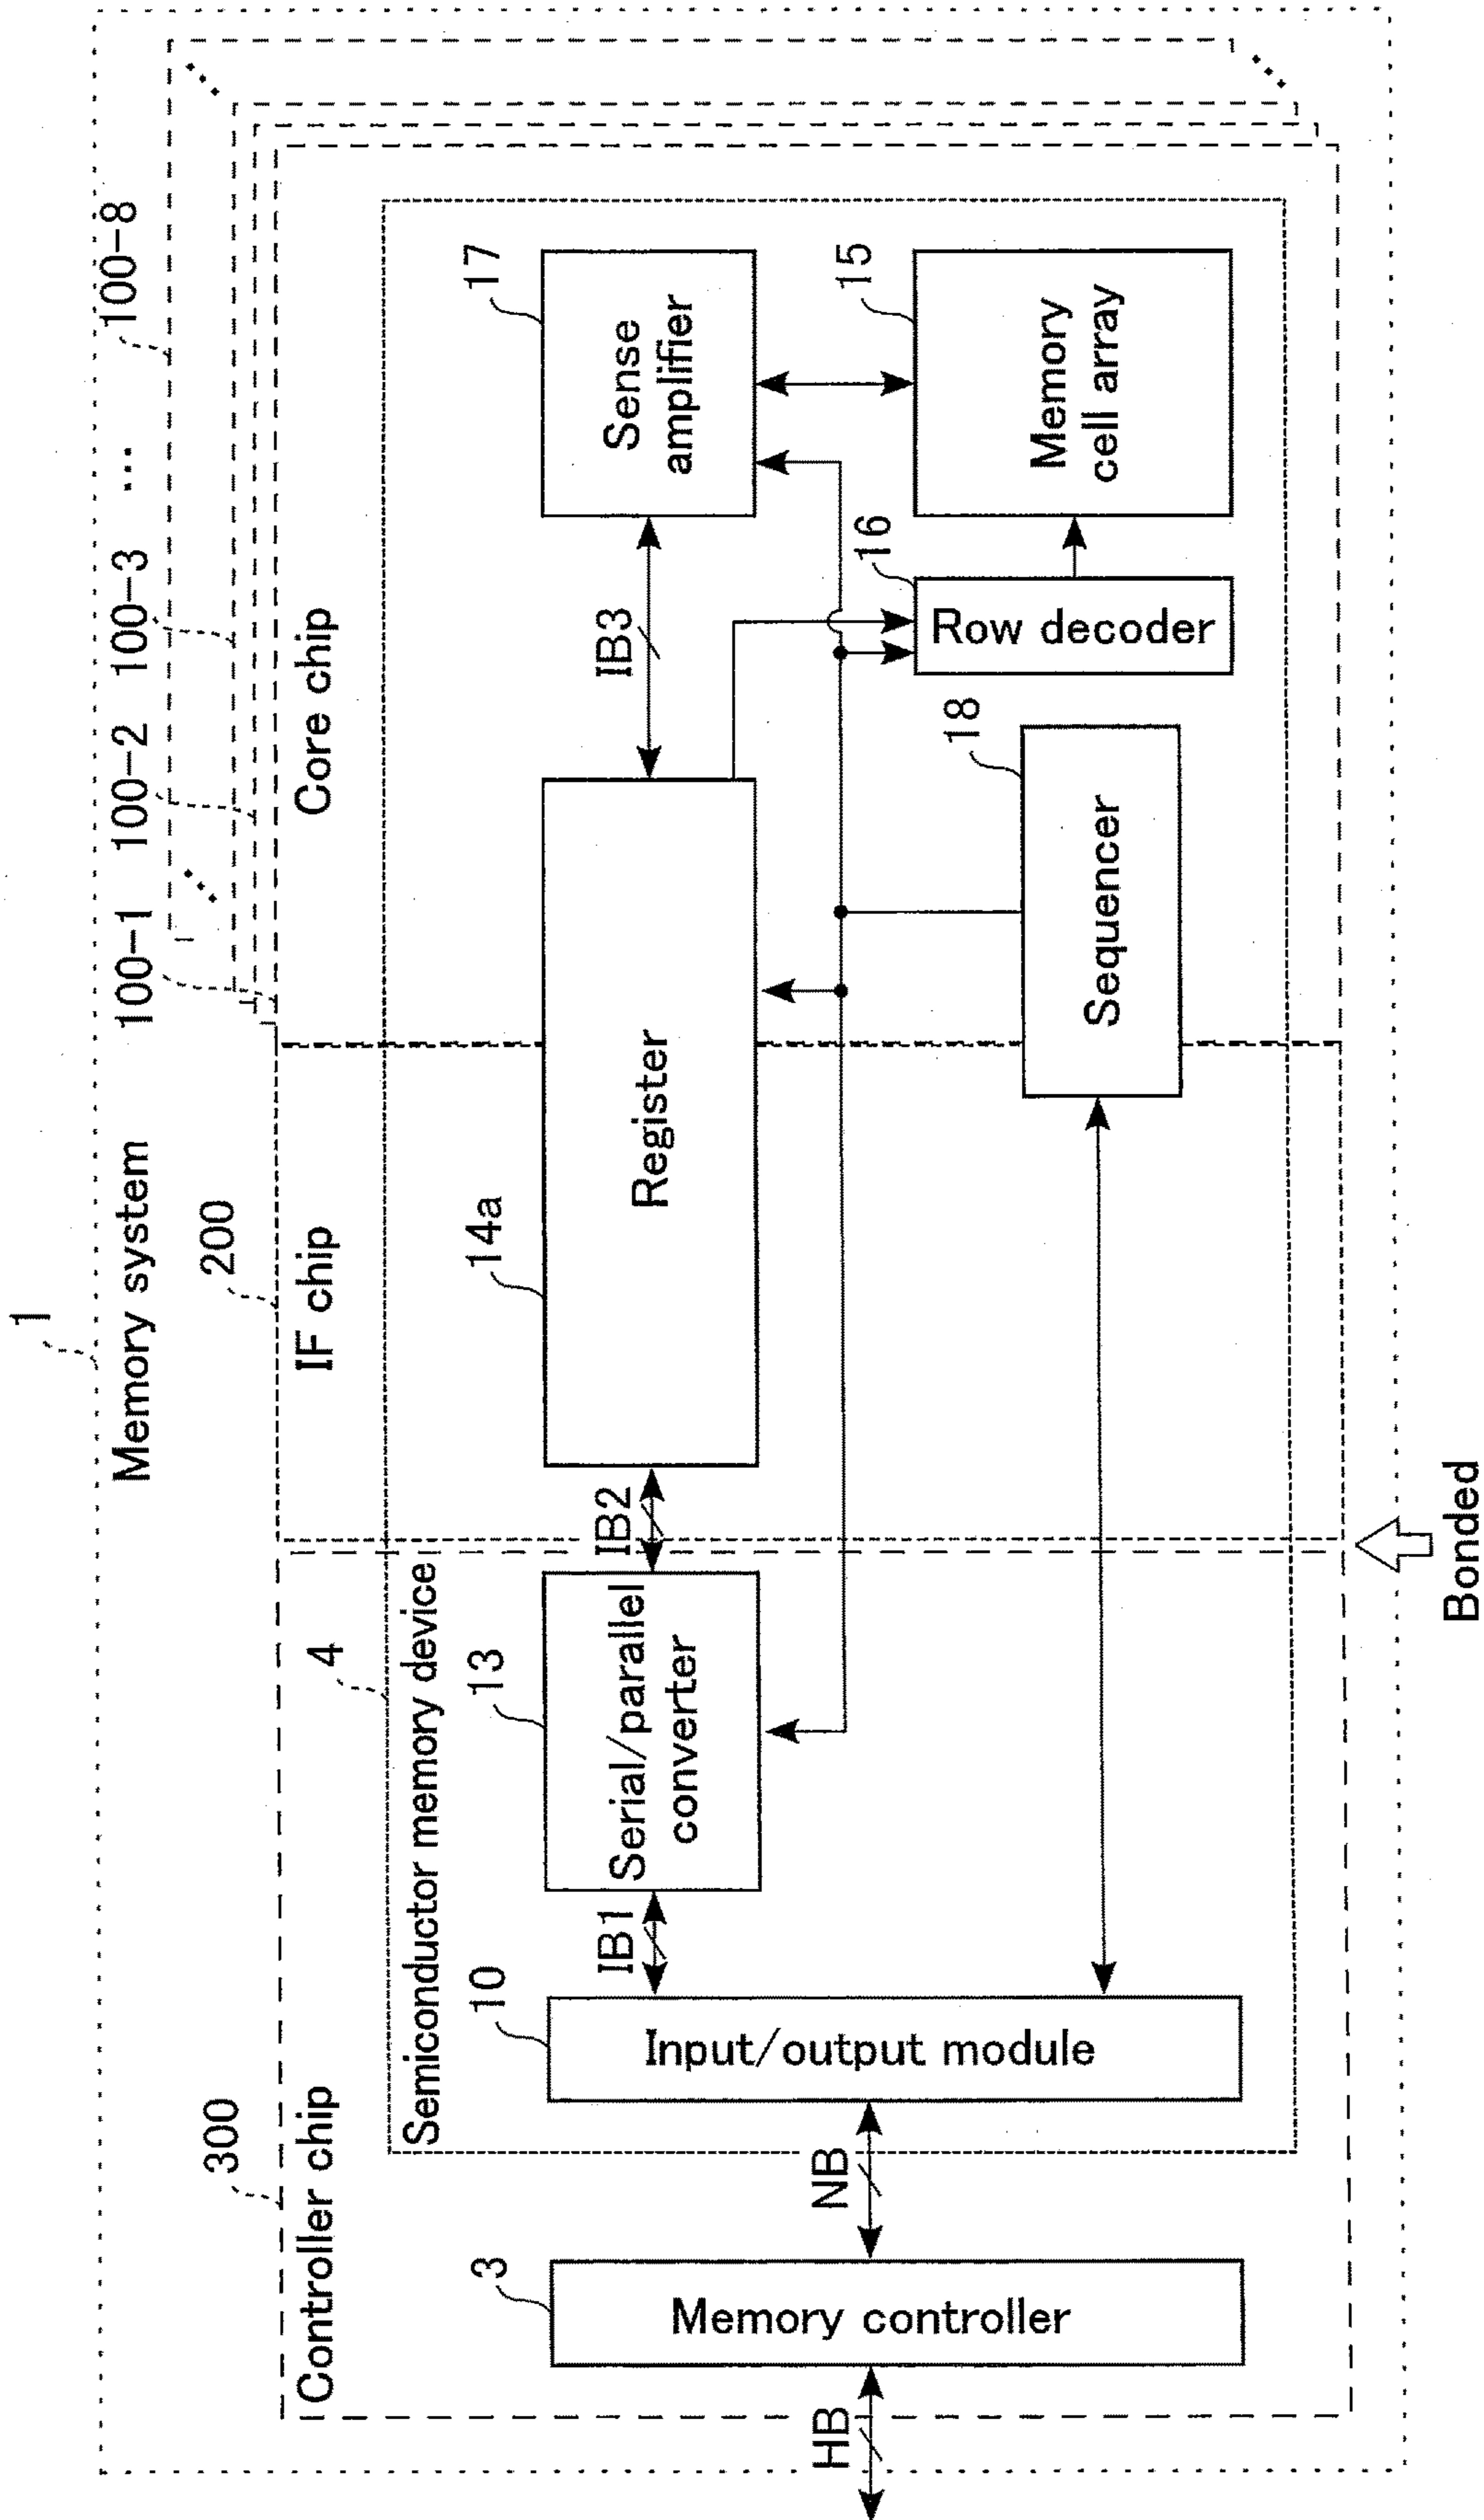 1
Memory system
300
200
100-1
100-2
100-3
...
100-8
Controller chip
IF chip
Core chip
4
Semiconductor memory device
3
Memory controller
HB
NB
10
Input/output module
IB1
13
Serial/parallel
converter
IB2
14a
Register
IB3
17
Sense
amplifier
15
Memory
cell array
16
Row decoder
18
Sequencer
Bonded